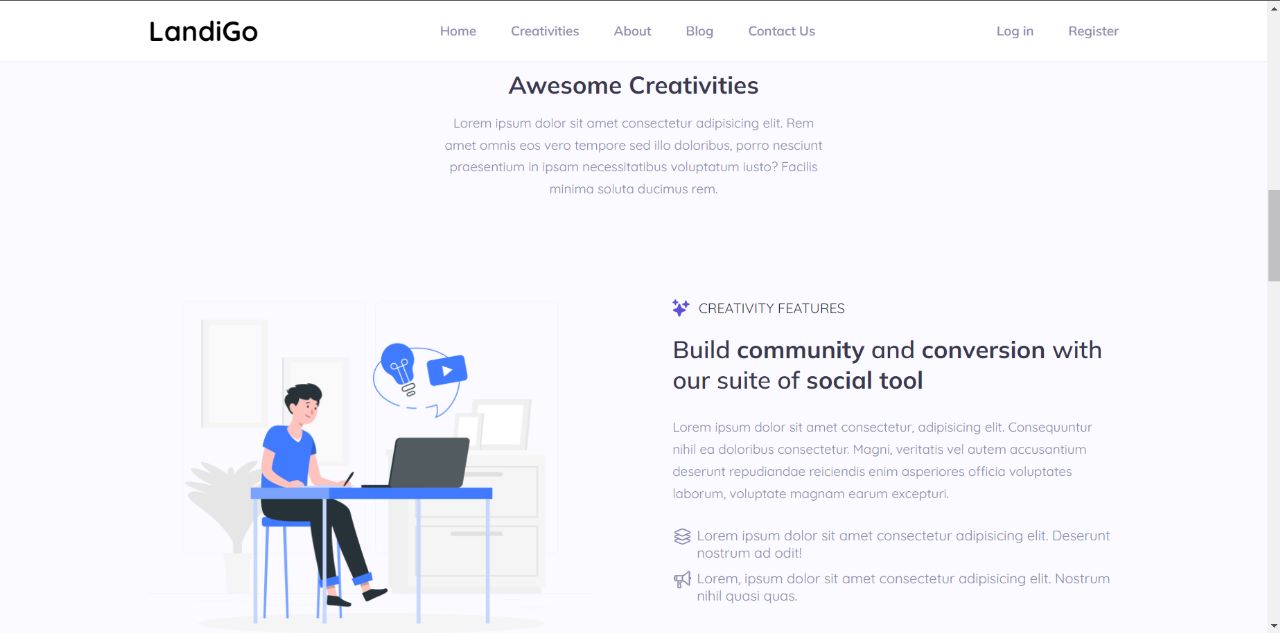 LandiGo
Home
Creativities
About
Blog
Contact Us
Log in
Register
Awesome Creativities
Lorem ipsum dolor sit amet consectetur adipisicing elit. Rem
amet omnis eos vero tempore sed illo doloribus, porro nesciunt
praesentium in ipsam necessitatibus voluptatum iusto? Facilis
minima soluta ducimus rem.
CREATIVITY FEATURES
Build community and conversion with
our suite of social tool
Lorem ipsum dolor sit amet consectetur, adipisicing elit. Consequuntur
nihil ea doloribus consectetur. Magni, veritatis vel autem accusantium
deserunt repudiandae reiciendis enim asperiores officia voluptates
laborum, voluptate magnam earum excepturi.
Lorem ipsum dolor sit amet consectetur adipisicing elit. Deserunt
nostrum ad odit!
Lorem, ipsum dolor sit amet consectetur adipisicing elit. Nostrum
nihil quasi quas.